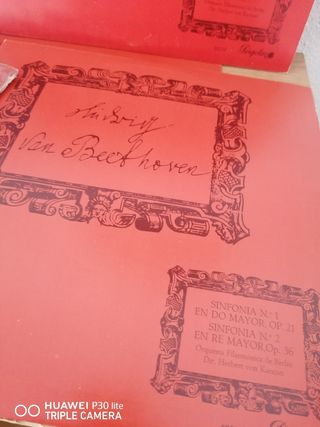 Ludwig
Van Beethoven
SINFONIA N.º 1
EN DO MAYOR, OP. 21
SINFONIA N.º 2
EN RE MAYOR, Op. 36
Orquesta Filarmónica de Berlín
Dir. Herbert von Karajan
HUAWEI P30 lite
TRIPLE CAMERA